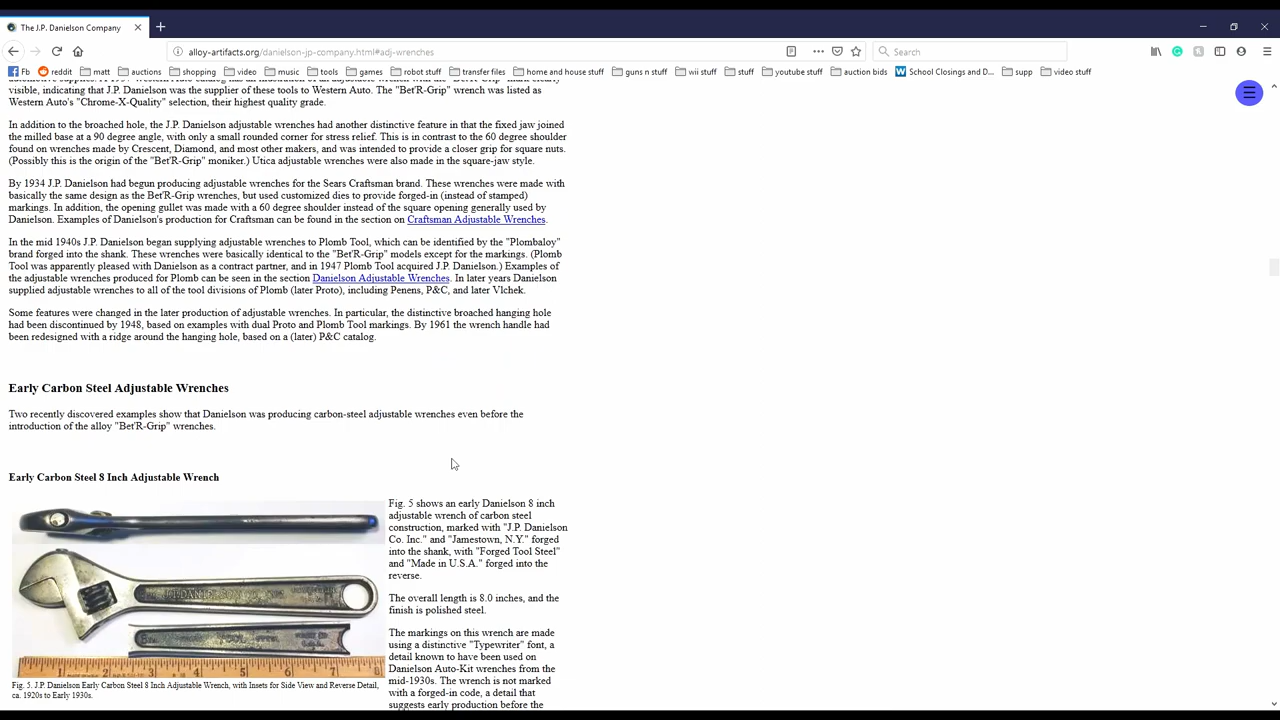 The J.P. Danielson Company
alloy-artifacts.org/danielson-jp-company.html#adj-wrenches
Search
Fb
reddit
matt
auctions
shopping
video
music
tools
games
robot stuff
transfer files
home and house stuff
guns n stuff
wii stuff
stuff
youtube stuff
auction bids
School Closings and D...
supp
video stuff
visible, indicating that J.P. Danielson was the supplier of these tools to Western Auto. The "Bet'R-Grip" wrench was listed as
Western Auto's "Chrome-X-Quality" selection, their highest quality grade.
In addition to the broached hole, the J.P. Danielson adjustable wrenches had another distinctive feature in that the fixed jaw joined
the milled base at a 90 degree angle, with only a small rounded corner for stress relief. This is in contrast to the 60 degree shoulder
found on wrenches made by Crescent, Diamond, and most other makers, and was intended to provide a closer grip for square nuts.
(Possibly this is the origin of the "Bet'R-Grip" moniker.) Utica adjustable wrenches were also made in the square-jaw style.
By 1934 J.P. Danielson had begun producing adjustable wrenches for the Sears Craftsman brand. These wrenches were made with
basically the same design as the Bet'R-Grip wrenches, but used customized dies to provide forged-in (instead of stamped)
markings. In addition, the opening gullet was made with a 60 degree shoulder instead of the square opening generally used by
Danielson. Examples of Danielson's production for Craftsman can be found in the section on Craftsman Adjustable Wrenches.
In the mid 1940s J.P. Danielson began supplying adjustable wrenches to Plomb Tool, which can be identified by the "Plombaloy"
brand forged into the shank. These wrenches were basically identical to the "Bet'R-Grip" models except for the markings. (Plomb
Tool was apparently pleased with Danielson as a contract partner, and in 1947 Plomb Tool acquired J.P. Danielson.) Examples of
the adjustable wrenches produced for Plomb can be seen in the section Danielson Adjustable Wrenches. In later years Danielson
supplied adjustable wrenches to all of the tool divisions of Plomb (later Proto), including Penens, P&C, and later Vlchek.
Some features were changed in the later production of adjustable wrenches. In particular, the distinctive broached hanging hole
had been discontinued by 1948, based on examples with dual Proto and Plomb Tool markings. By 1961 the wrench handle had
been redesigned with a ridge around the hanging hole, based on a (later) P&C catalog.
Early Carbon Steel Adjustable Wrenches
Two recently discovered examples show that Danielson was producing carbon-steel adjustable wrenches even before the
introduction of the alloy "Bet'R-Grip" wrenches.
Early Carbon Steel 8 Inch Adjustable Wrench
1 2 3 4 5 6 7 8
Fig. 5. J.P. Danielson Early Carbon Steel 8 Inch Adjustable Wrench, with Insets for Side View and Reverse Detail,
ca. 1920s to Early 1930s.
Fig. 5 shows an early Danielson 8 inch
adjustable wrench of carbon steel
construction, marked with "J.P. Danielson
Co. Inc." and "Jamestown, N.Y." forged
into the shank, with "Forged Tool Steel"
and "Made in U.S.A." forged into the
reverse.
The overall length is 8.0 inches, and the
finish is polished steel.
The markings on this wrench are made
using a distinctive "Typewriter" font, a
detail known to have been used on
Danielson Auto-Kit wrenches from the
mid-1930s. The wrench is not marked
with a forged-in code, a detail that
suggests early production before the